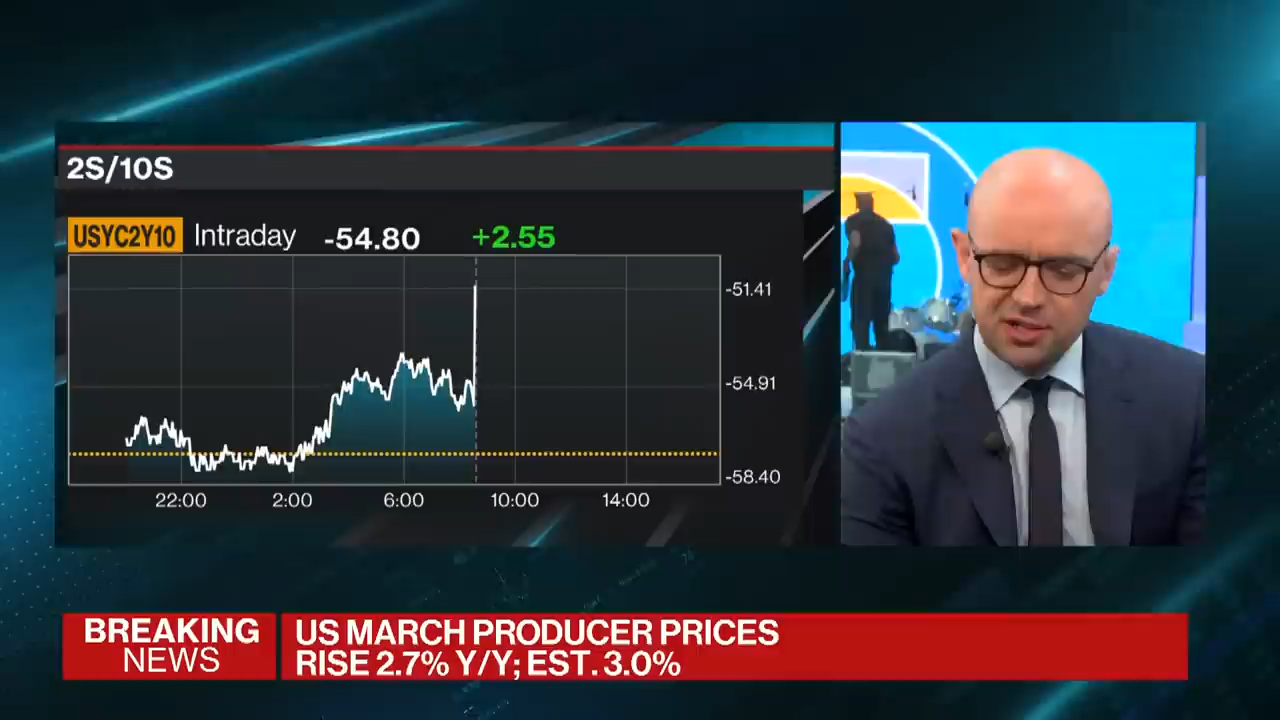 2S/10S
USYC2Y10 Intraday -54.80 +2.55
-51.41
-54.91
-58.40
22:00 2:00 6:00 10:00 14:00
BREAKING
NEWS
US MARCH PRODUCER PRICES
RISE 2.7% Y/Y; EST. 3.0%